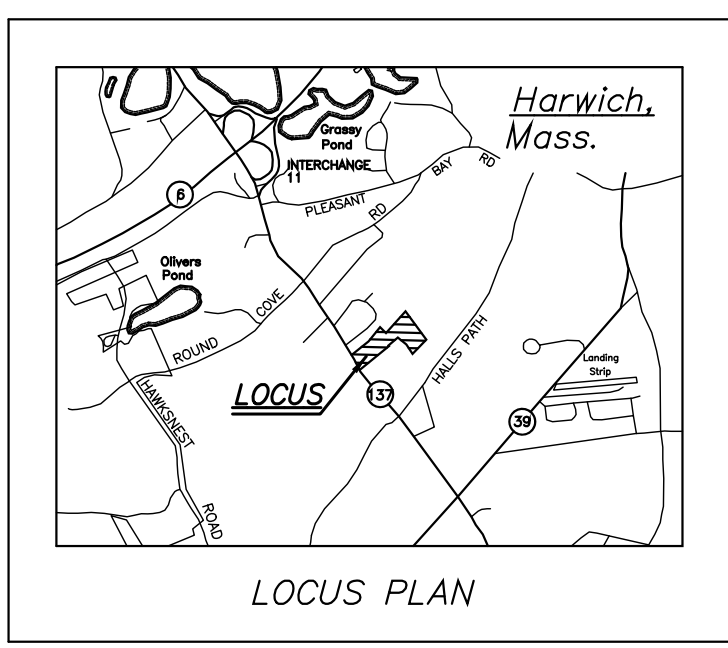 Harwich,
Mass.
Grassy
Pond
INTERCHANGE
11
BAY
RD
PLEASANT
RD
6
Olivers
Pond
COVE
ROUND
HALLS PATH
Landing
Strip
LOCUS
137
39
HAWKSNEST
ROAD
LOCUS PLAN